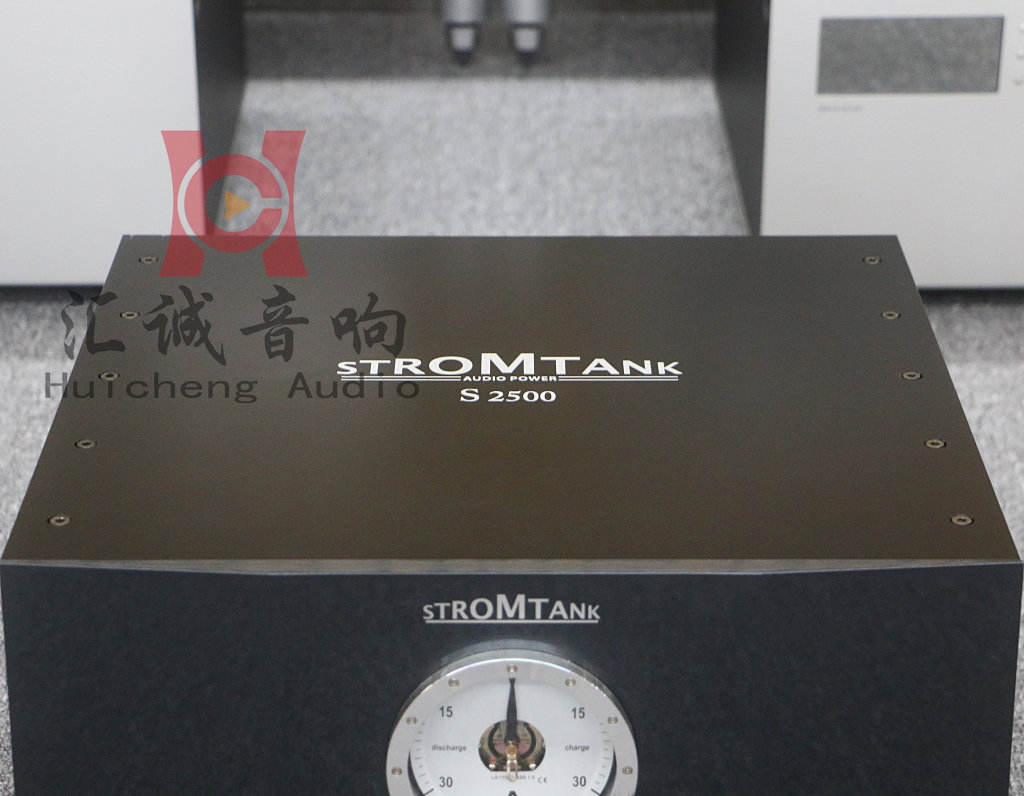 汇诚音响
Huicheng Audio
STROMTANK
AUDIO POWER
S 2500
STROMTANK
15 15
discharge charge
30 30
A